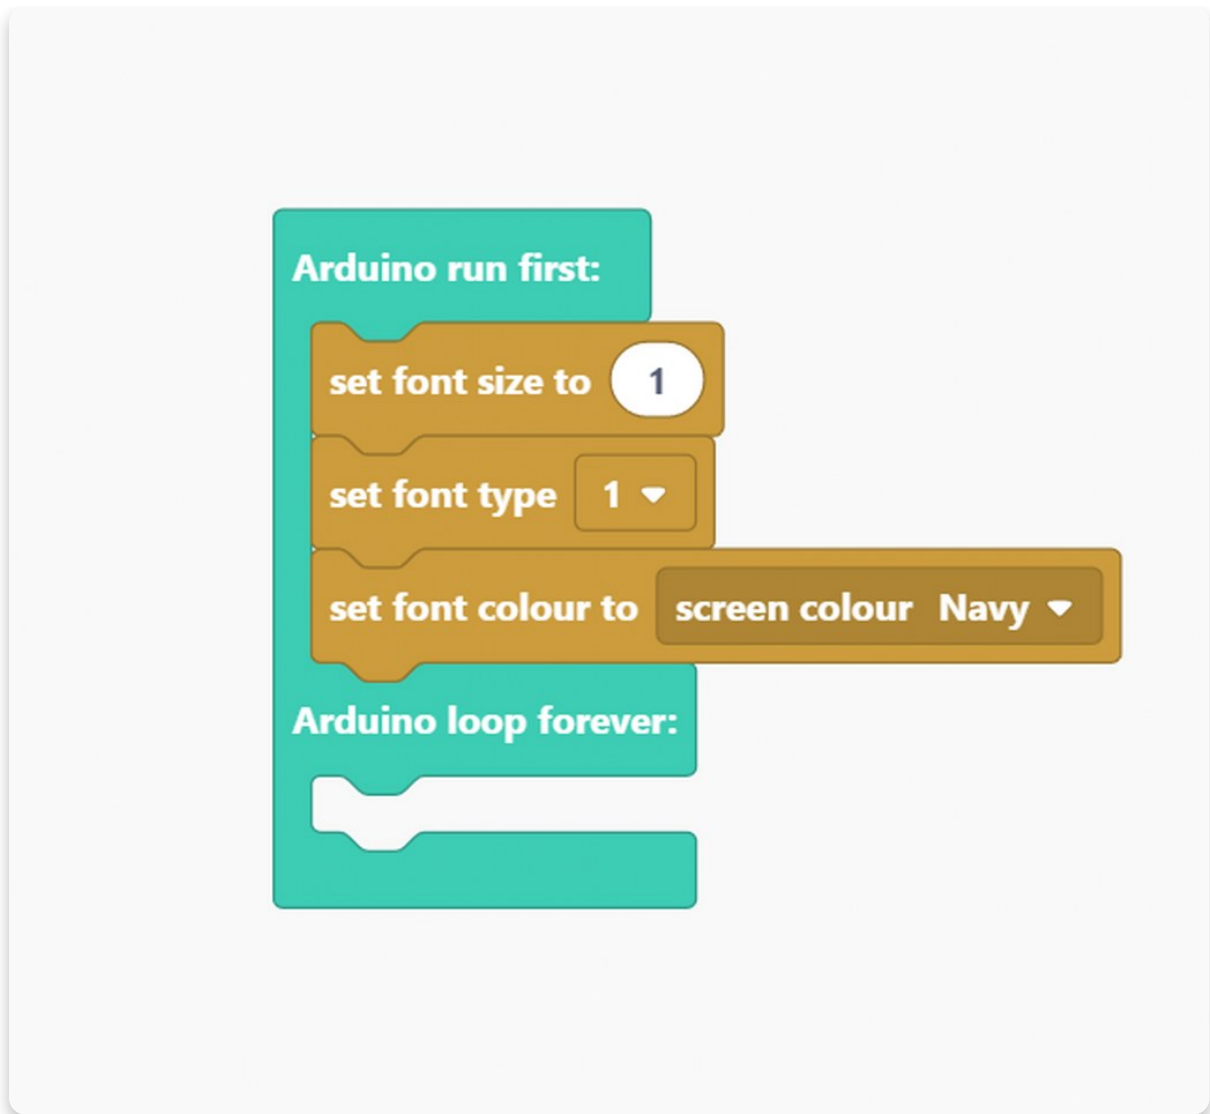 Arduino run first:
set font size to 1
set font type 1
set font colour to screen colour Navy
Arduino loop forever: